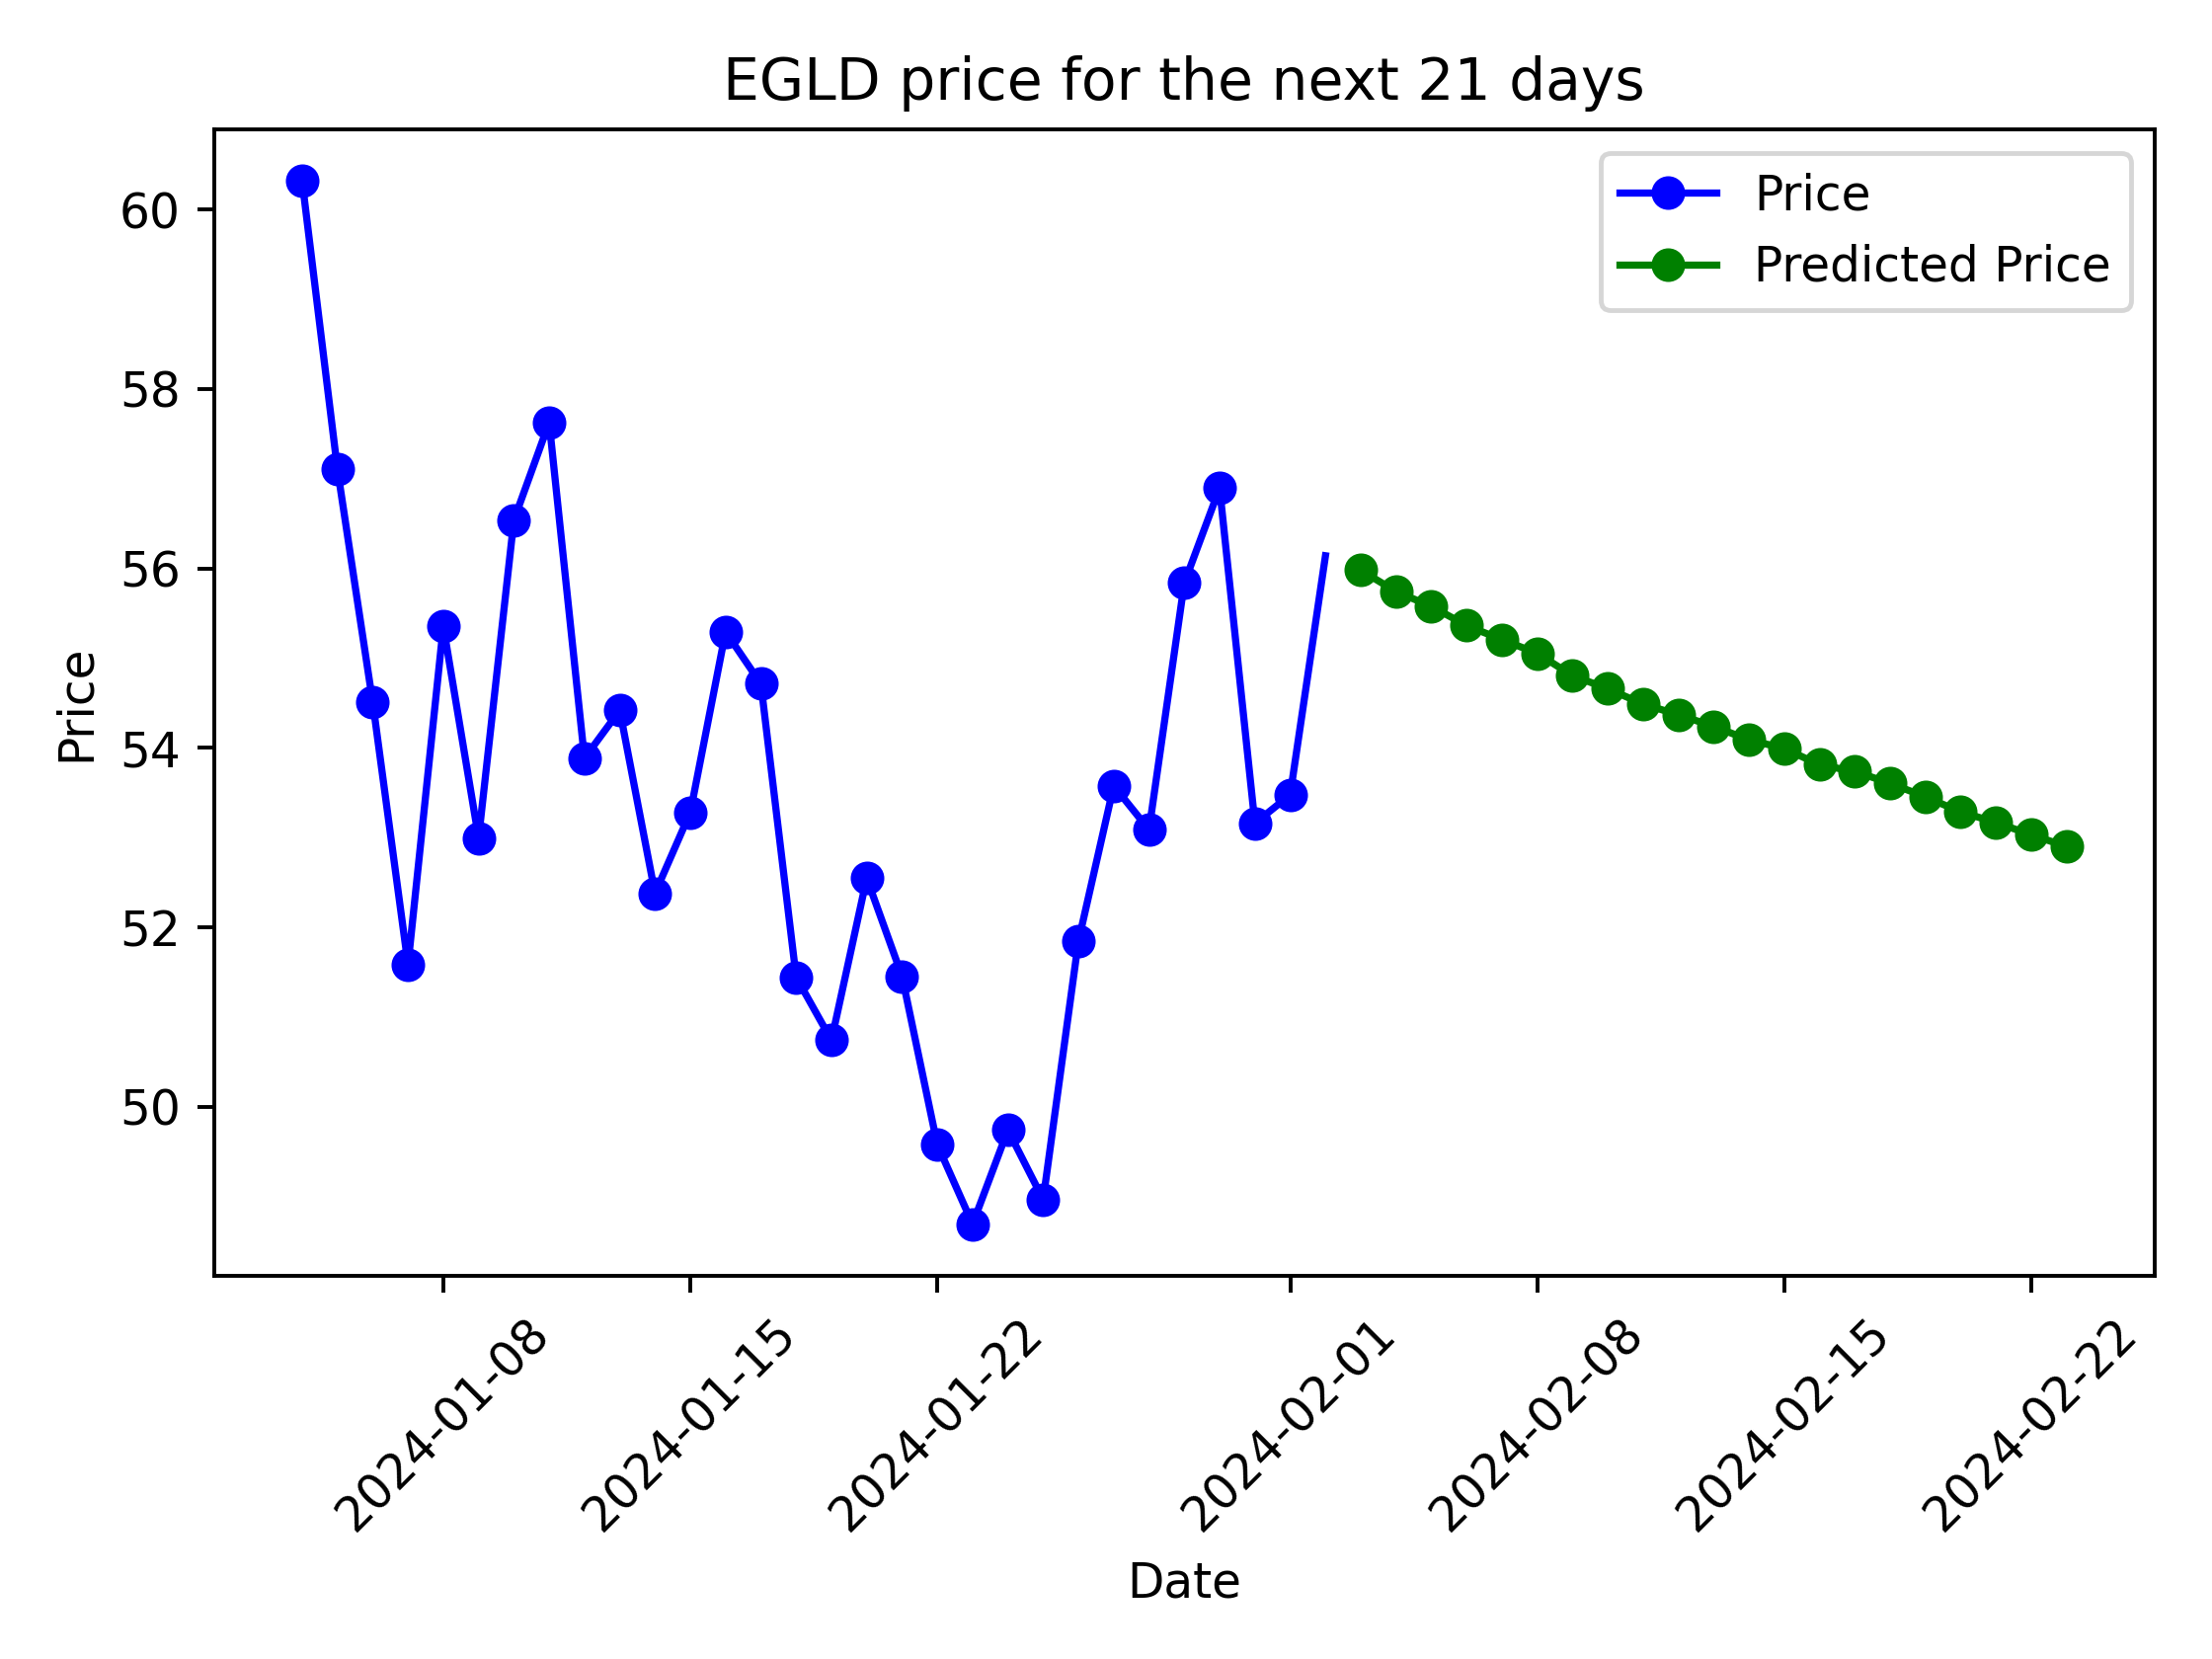 EGLD price for the next 21 days
Price
Predicted Price
60
58
56
54
52
50
Price
2024-01-08
2024-01-15
2024-01-22
2024-02-01
2024-02-08
2024-02-15
2024-02-22
Date